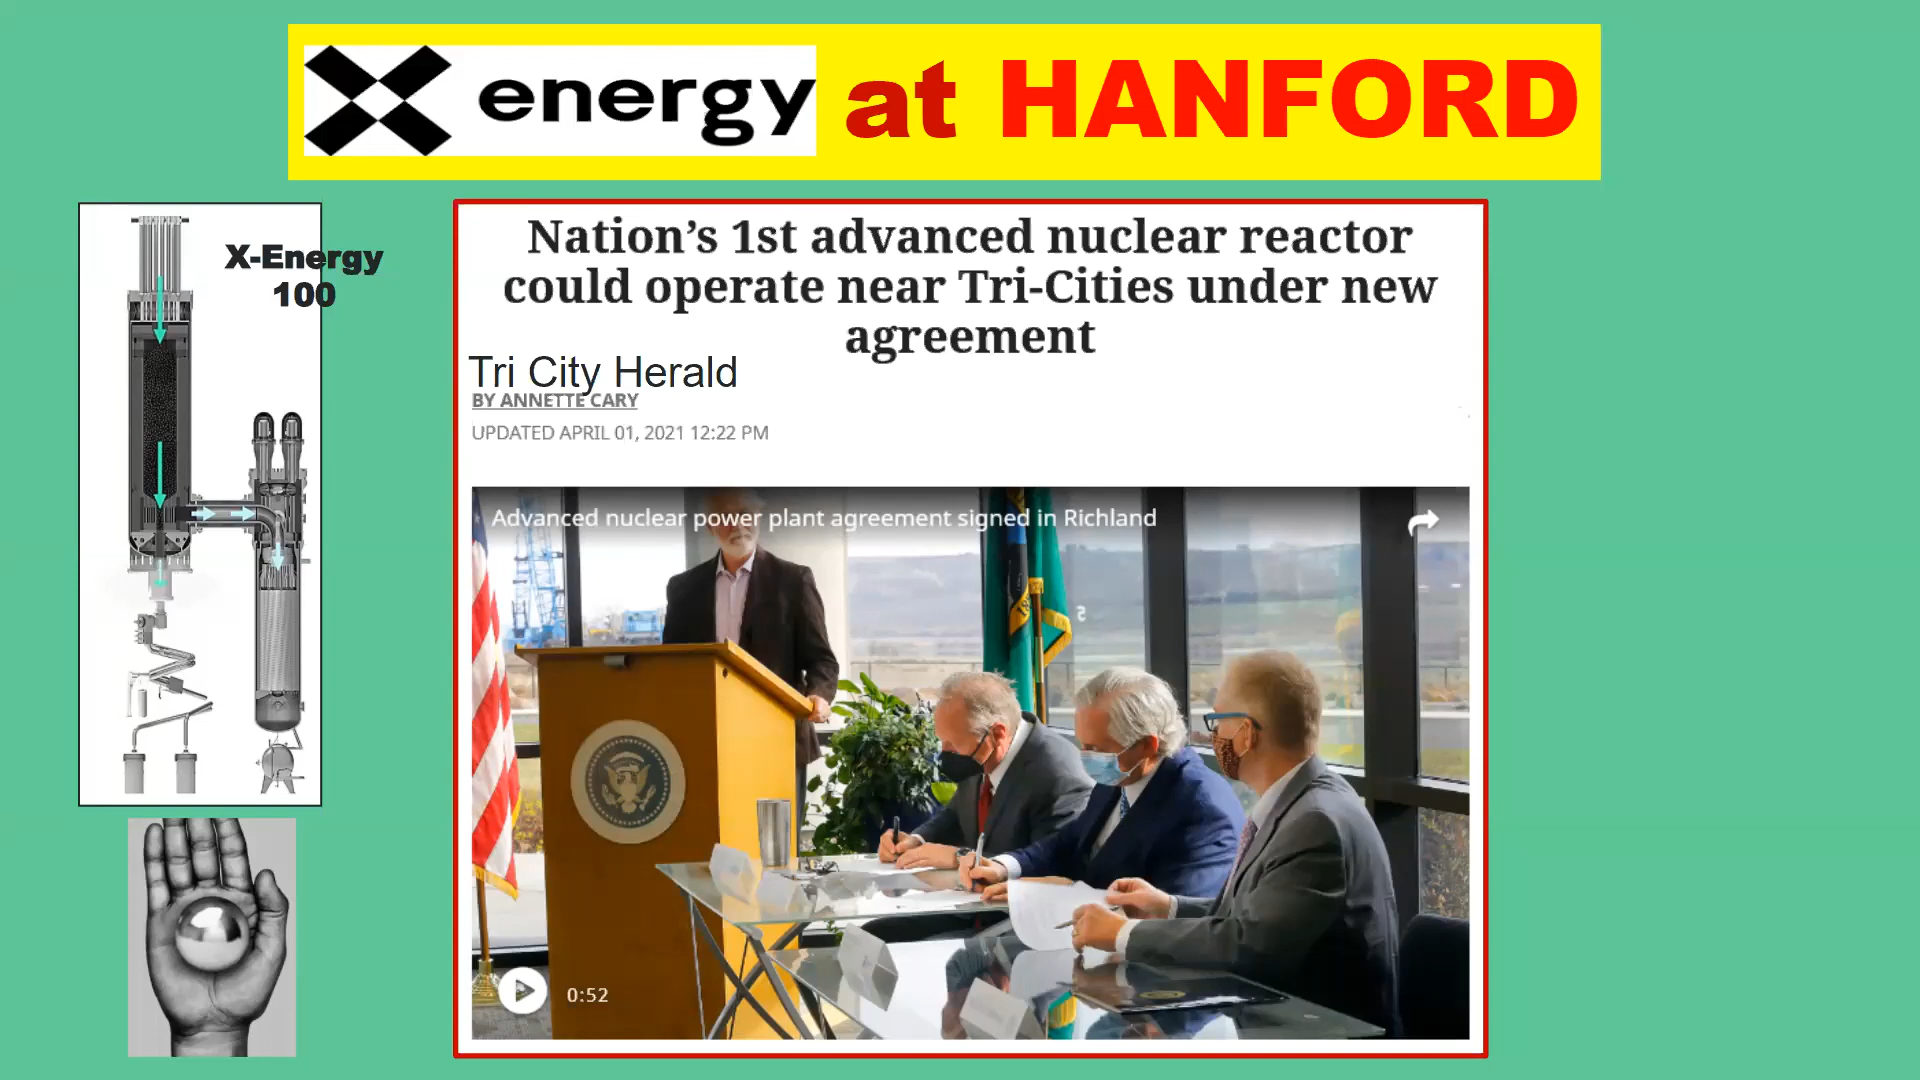 X energy at HANFORD
X-Energy
100
Nation’s 1st advanced nuclear reactor
could operate near Tri-Cities under new
agreement
Tri City Herald
BY ANNETTE CARY
UPDATED APRIL 01, 2021 12:22 PM
Advanced nuclear power plant agreement signed in Richland
0:52